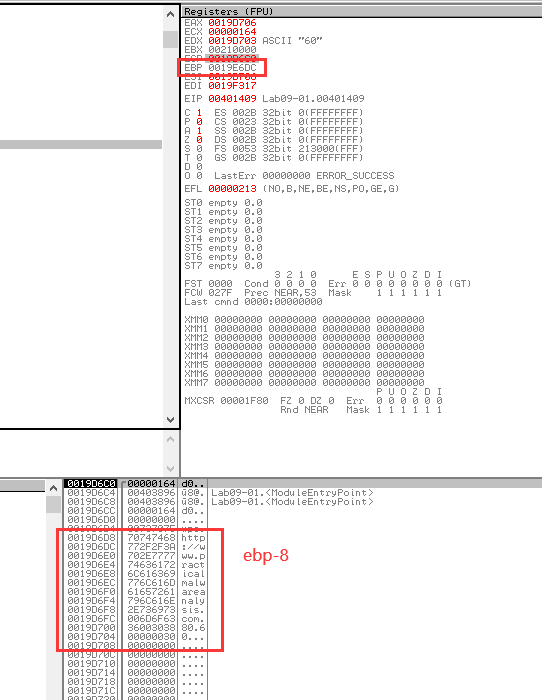 Registers (FPU)
EAX 0019D706
ECX 00000164
EDX 0019D703 ASCII "60"
EBX 00210000
EBP 0019E6DC
EDI 0019F317
EIP 00401409 Lab09-01.00401409
C 1 ES 002B 32bit 0(FFFFFFFF)
P 0 CS 0023 32bit 0(FFFFFFFF)
A 1 SS 002B 32bit 0(FFFFFFFF)
Z 0 DS 002B 32bit 0(FFFFFFFF)
S 0 FS 0053 32bit 213000(FFF)
T 0 GS 002B 32bit 0(FFFFFFFF)
D 0
O 0 LastErr 00000000 ERROR_SUCCESS
EFL 00000213 (NO,B,NE,BE,NS,PO,GE,G)
ST0 empty 0.0
ST1 empty 0.0
ST2 empty 0.0
ST3 empty 0.0
ST4 empty 0.0
ST5 empty 0.0
ST6 empty 0.0
ST7 empty 0.0
3 2 1 0 E S P U O Z D I
FST 0000 Cond 0 0 0 0 Err 0 0 0 0 0 0 0 0 (GT)
FCW 027F Prec NEAR,53 Mask 1 1 1 1 1 1
Last cmnd 0000:00000000
XMM0 00000000 00000000 00000000 00000000
XMM1 00000000 00000000 00000000 00000000
XMM2 00000000 00000000 00000000 00000000
XMM3 00000000 00000000 00000000 00000000
XMM4 00000000 00000000 00000000 00000000
XMM5 00000000 00000000 00000000 00000000
XMM6 00000000 00000000 00000000 00000000
XMM7 00000000 00000000 00000000 00000000
P U O Z D I
MXCSR 00001F80 FZ 0 DZ 0 Err 0 0 0 0 0 0
Rnd NEAR Mask 1 1 1 1 1 1
0019D6C0 00000164 d0..
0019D6C4 00403896 û8@. Lab09-01.<ModuleEntryPoint>
0019D6C8 00403896 û8@. Lab09-01.<ModuleEntryPoint>
0019D6CC 00000164 d0..
0019D6D0 00000000 ....
0019D6D8 70747468 http
0019D6DC 772F2F3A ://w
0019D6E0 702E7777 ww.p
0019D6E4 74636172 ract
0019D6E8 6C616369 ical
0019D6EC 776C616D malw
0019D6F0 61657261 area
0019D6F4 796C616E naly
0019D6F8 2E736973 sis.
0019D6FC 006D6F63 com.
0019D700 36003038 80.6
0019D704 00000030 0...
0019D708 00000000 ....
0019D70C 00000000 ....
0019D710 00000000 ....
0019D714 00000000 ....
0019D718 00000000 ....
0019D71C 00000000 ....
ebp-8